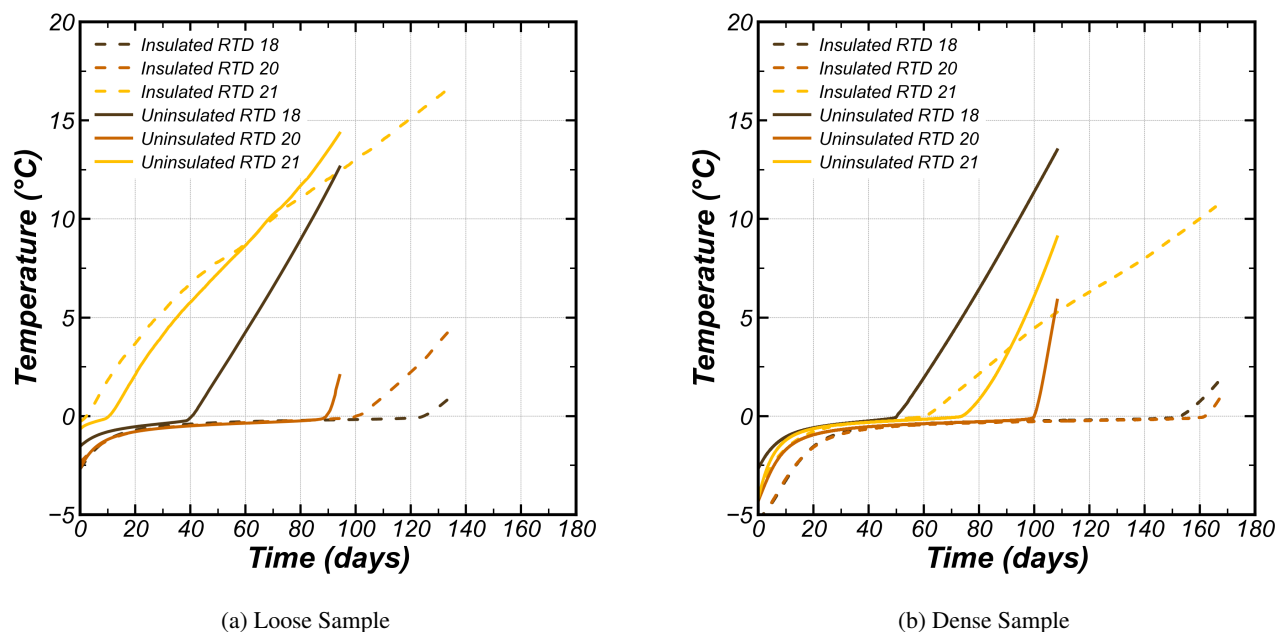 20
15
10
5
0
−5
Temperature (°C)
Insulated RTD 18
Insulated RTD 20
Insulated RTD 21
Uninsulated RTD 18
Uninsulated RTD 20
Uninsulated RTD 21
0 20 40 60 80 100 120 140 160 180
Time (days)
(a) Loose Sample
20
15
10
5
0
−5
Temperature (°C)
Insulated RTD 18
Insulated RTD 20
Insulated RTD 21
Uninsulated RTD 18
Uninsulated RTD 20
Uninsulated RTD 21
0 20 40 60 80 100 120 140 160 180
Time (days)
(b) Dense Sample